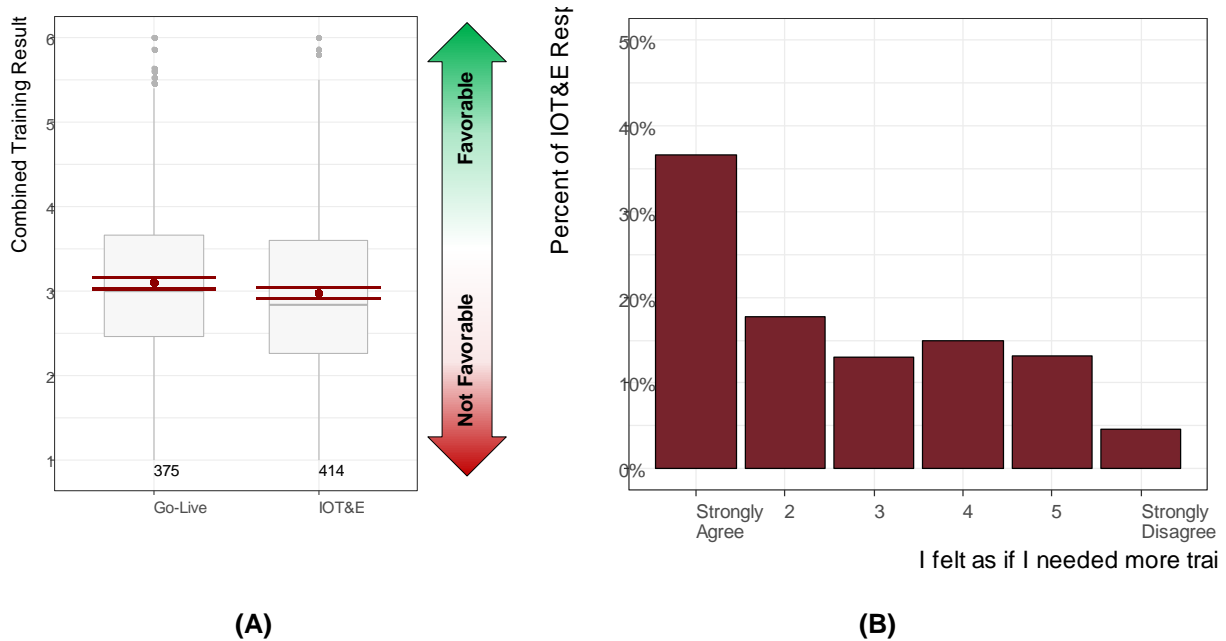 Combined Training Result
6
5
4
3
2
1
375
414
Go-Live
IOT&E
Favorable
Not Favorable
(A)
Percent of IOT&E Resp
50%
40%
30%
20%
10%
0%
Strongly
Agree
2
3
4
5
Strongly
Disagree
I felt as if I needed more trai
(B)